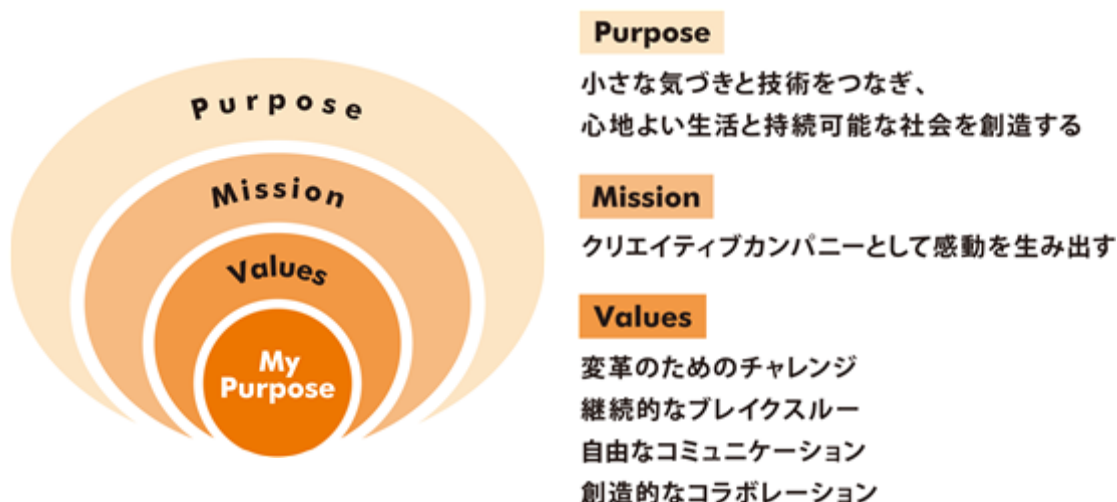 Purpose
Mission
Values
My
Purpose
Purpose
小さな気づきと技術をつなぎ、
心地よい生活と持続可能な社会を創造する
Mission
クリエイティブカンパニーとして感動を生み出す
Values
変革のためのチャレンジ
継続的なブレイクスルー
自由なコミュニケーション
創造的なコラボレーション